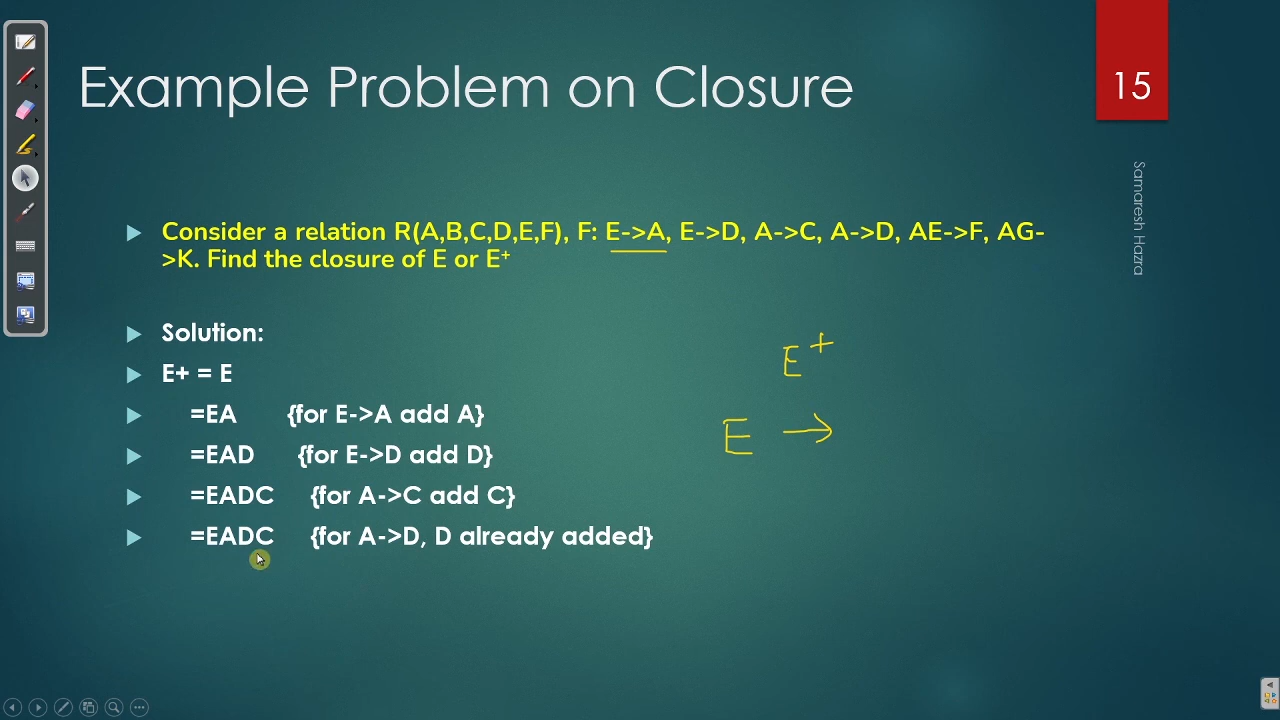 Example Problem on Closure
15
Samaresh Hazra
Consider a relation R(A,B,C,D,E,F), F: E->A, E->D, A->C, A->D, AE->F, AG-
>K. Find the closure of E or E⁺
Solution:
E+ = E
=EA {for E->A add A}
=EAD {for E->D add D}
=EADC {for A->C add C}
=EADC {for A->D, D already added}
E⁺
E →